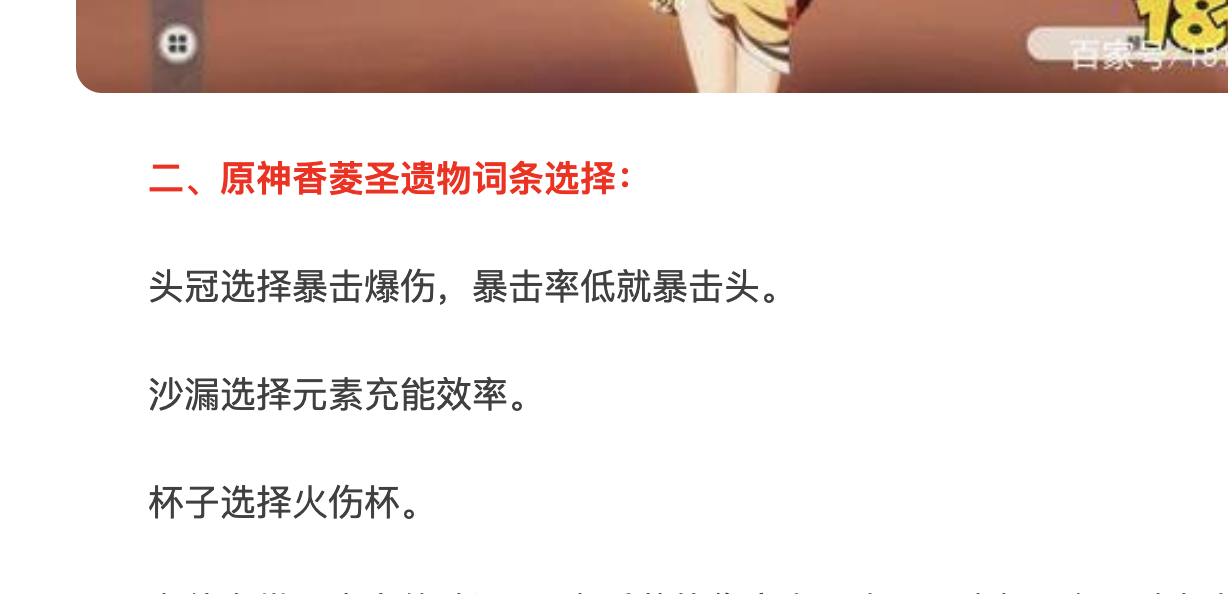 18
百家号/181
二、原神香菱圣遗物词条选择：
头冠选择暴击爆伤，暴击率低就暴击头。
沙漏选择元素充能效率。
杯子选择火伤杯。